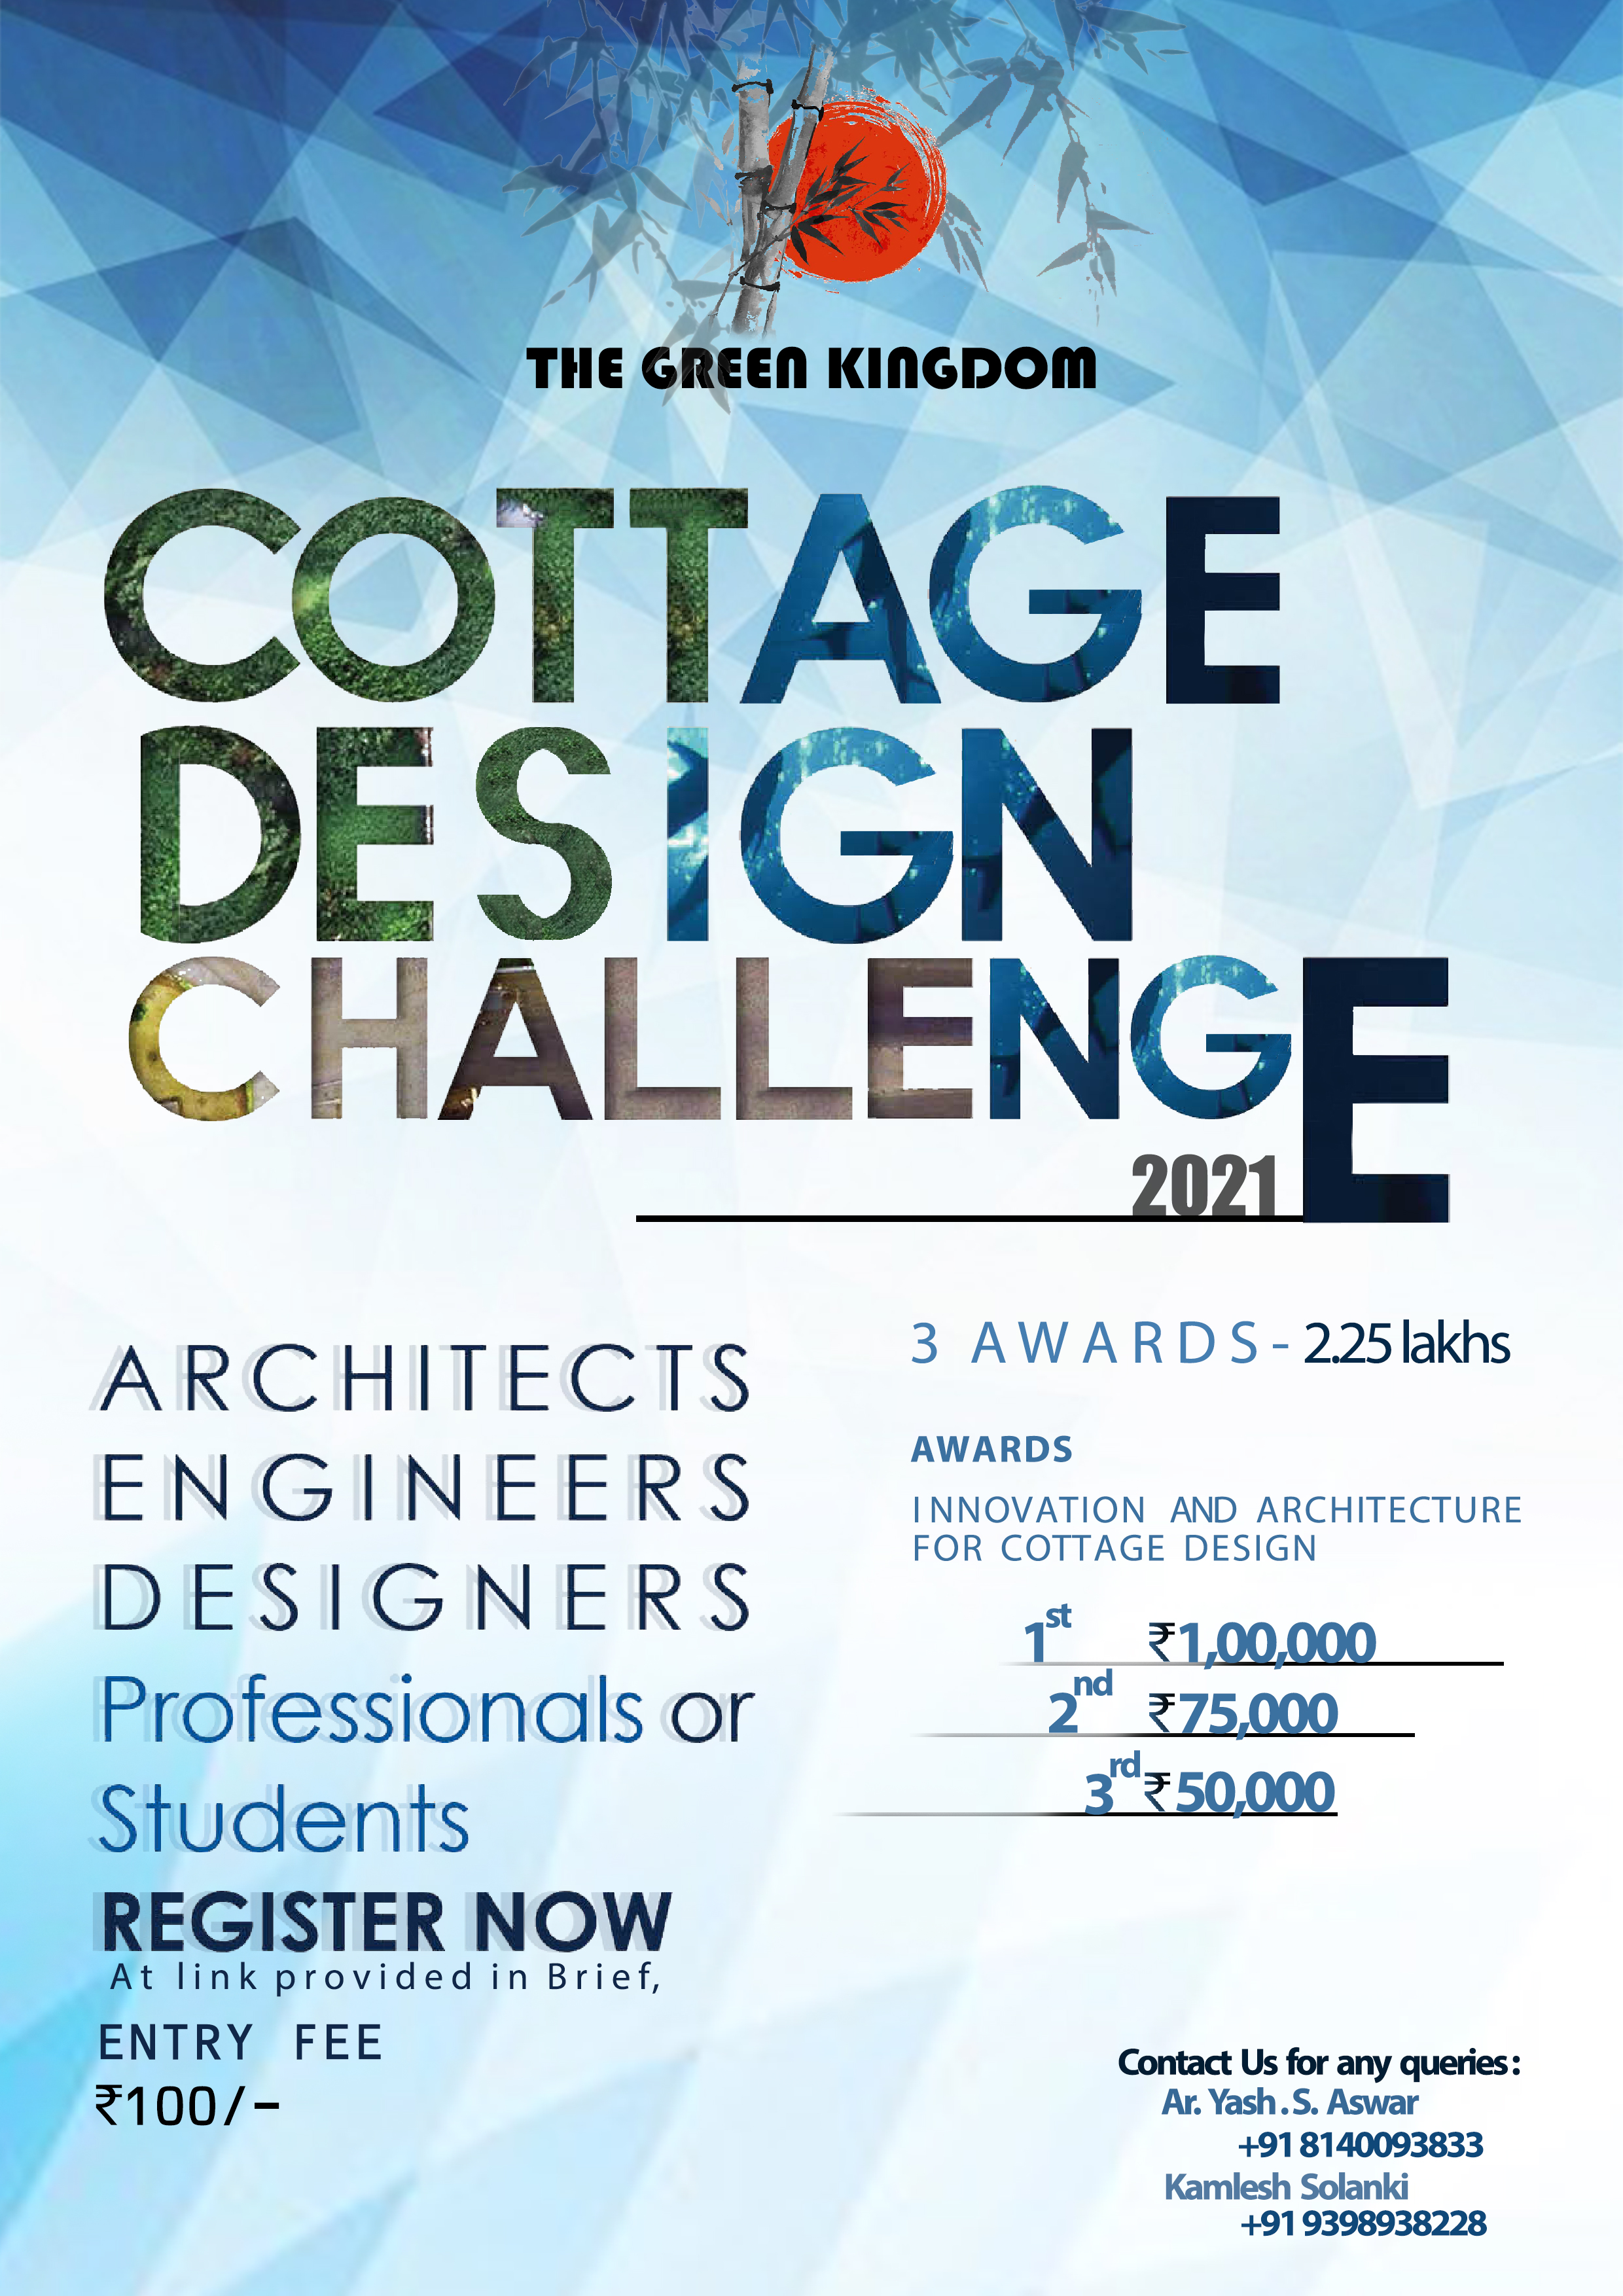 THE GREEN KINGDOM
COTTAGE
DESIGN
CHALLENGE
2021
ARCHITECTS
ENGINEERS
DESIGNERS
Professionals or
Students
REGISTER NOW
At link provided in Brief,
ENTRY FEE
₹100/-
3 AWARDS- 2.25 lakhs
AWARDS
INNOVATION AND ARCHITECTURE
FOR COTTAGE DESIGN
1st ₹1,00,000
2nd ₹75,000
3rd ₹50,000
Contact Us for any queries:
Ar. Yash.S. Aswar
+91 8140093833
Kamlesh Solanki
+91 9398938228